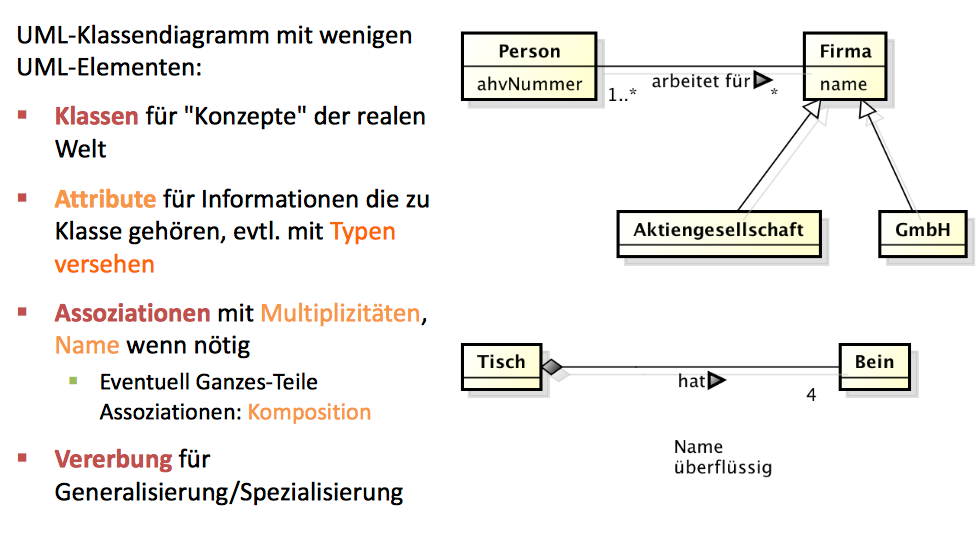 UML-Klassendiagramm mit wenigen
UML-Elementen:
▪ Klassen für "Konzepte" der realen
Welt
▪ Attribute für Informationen die zu
Klasse gehören, evtl. mit Typen
versehen
▪ Assoziationen mit Multiplizitäten,
Name wenn nötig
▪ Eventuell Ganzes-Teile
Assoziationen: Komposition
▪ Vererbung für
Generalisierung/Spezialisierung
Person
ahvNummer
1..*
arbeitet für
*
Firma
name
Aktiengesellschaft
GmbH
Tisch
hat
4
Bein
Name
überflüssig